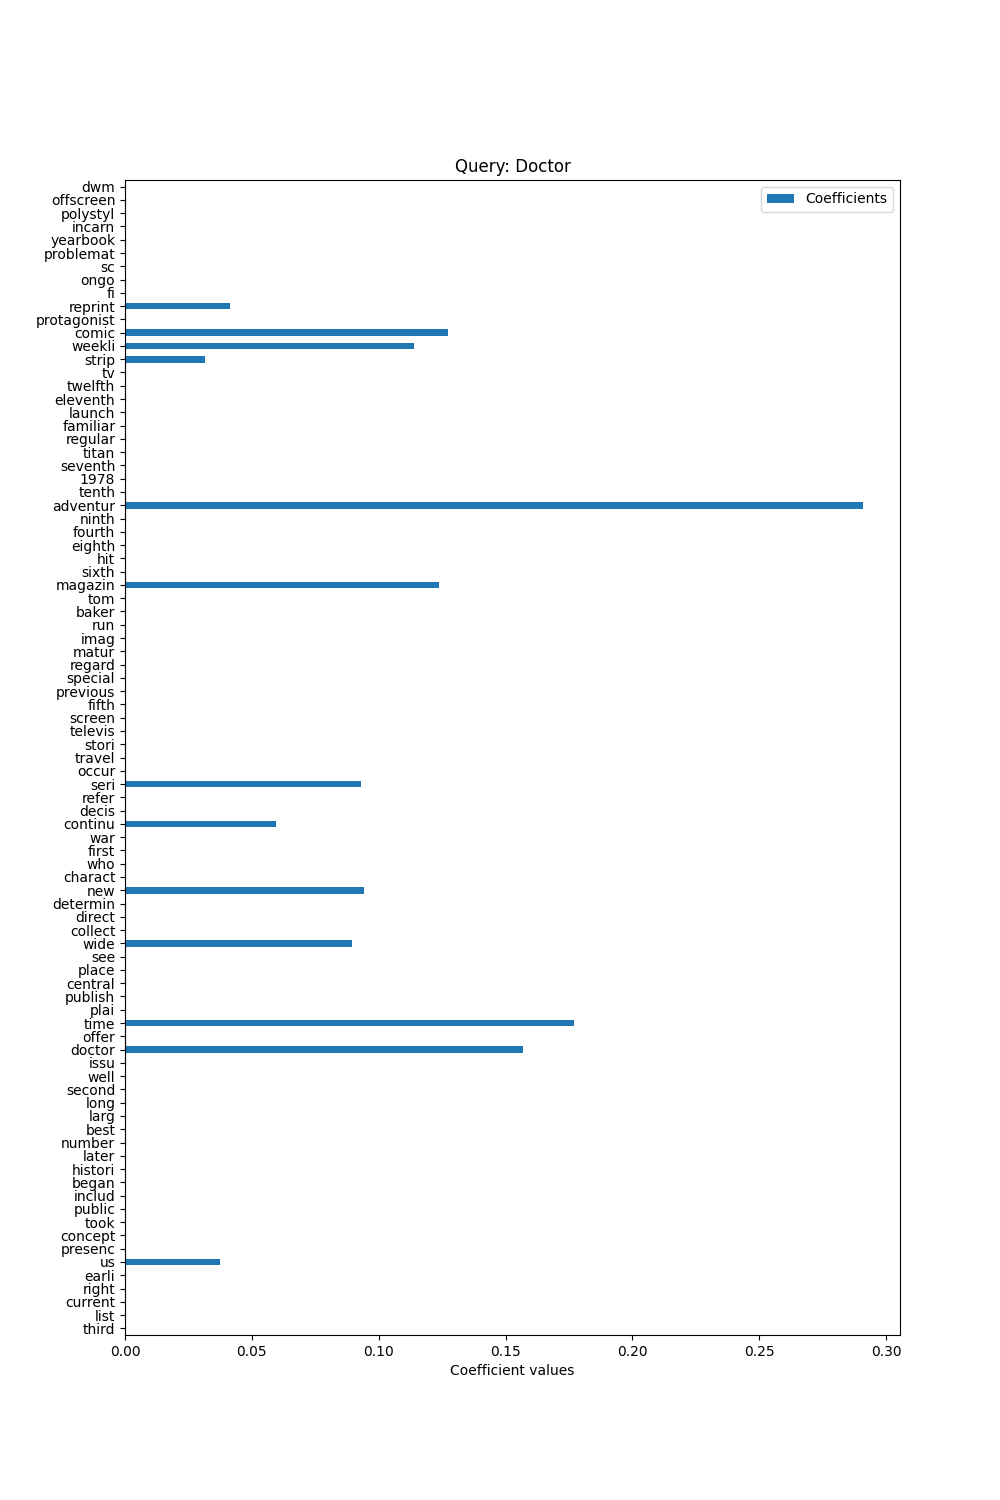 Query: Doctor
Coefficients
dwm
offscreen
polystyl
incarn
yearbook
problemat
sc
ongo
fi
reprint
protagonist
comic
weekli
strip
tv
twelfth
eleventh
launch
familiar
regular
titan
seventh
1978
tenth
adventur
ninth
fourth
eighth
hit
sixth
magazin
tom
baker
run
imag
matur
regard
special
previous
fifth
screen
televis
stori
travel
occur
seri
refer
decis
continu
war
first
who
charact
new
determin
direct
collect
wide
see
place
central
publish
plai
time
offer
doctor
issu
well
second
long
larg
best
number
later
histori
began
includ
public
took
concept
presenc
us
earli
right
current
list
third
0.00 0.05 0.10 0.15 0.20 0.25 0.30
Coefficient values